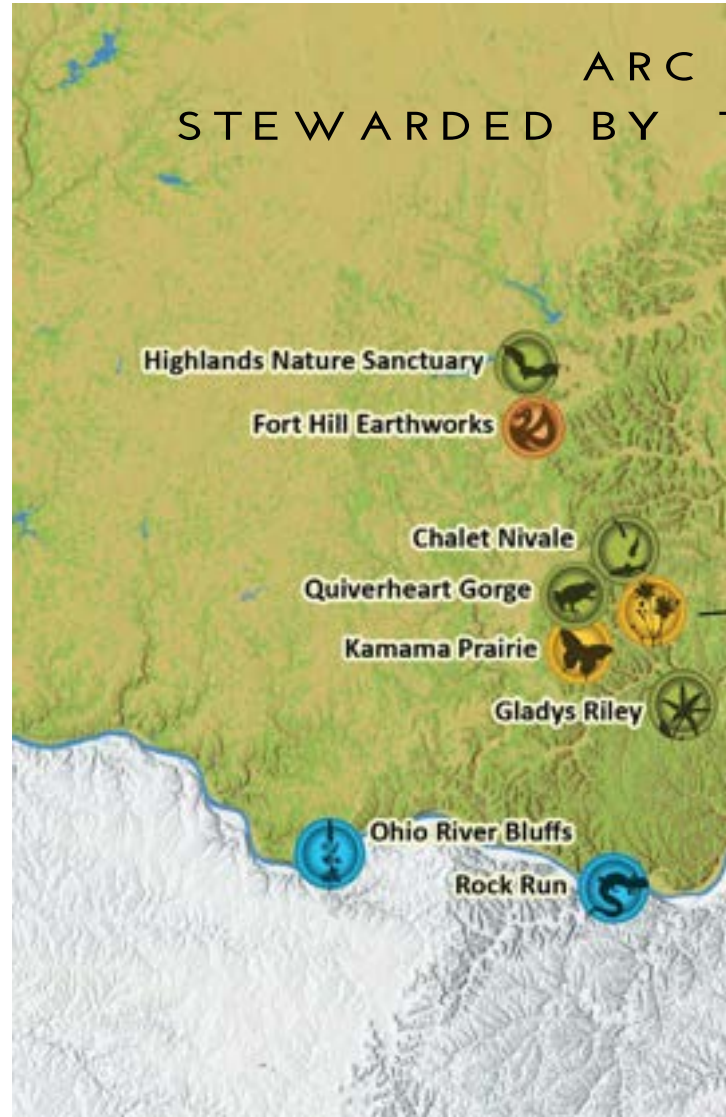 ARC
STEWARDED BY T
Highlands Nature Sanctuary
Fort Hill Earthworks
Chalet Nivale
Quiverheart Gorge
Kamama Prairie
Gladys Riley
Ohio River Bluffs
Rock Run